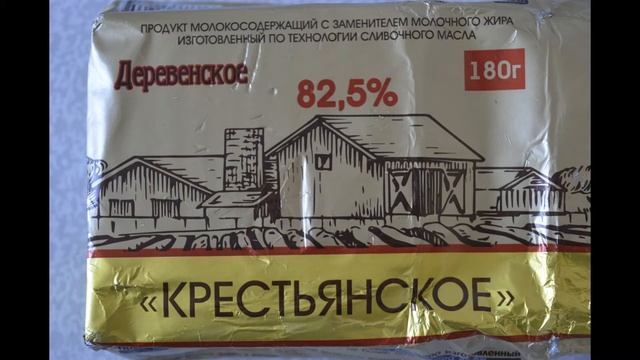 ПРОДУКТ МОЛОКОСОДЕРЖАЩИЙ С ЗАМЕНИТЕЛЕМ МОЛОЧНОГО ЖИРА
ИЗГОТОВЛЕННЫЙ ПО ТЕХНОЛОГИИ СЛИВОЧНОГО МАСЛА
Деревенское
180г
82,5%
«КРЕСТЬЯНСКОЕ»